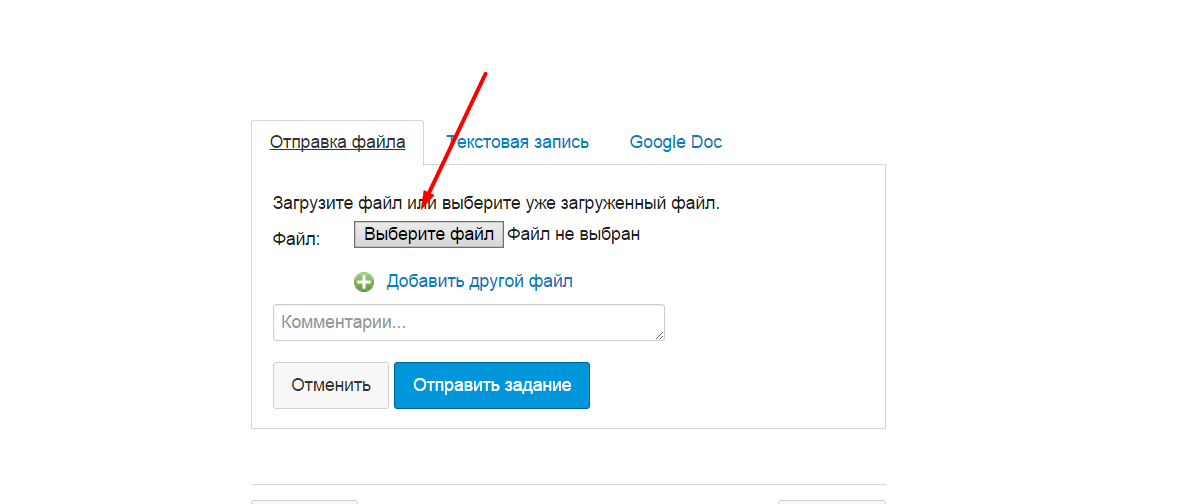 Отправка файла Текстовая запись Google Doc
Загрузите файл или выберите уже загруженный файл.
Файл: Выберите файл Файл не выбран
Добавить другой файл
Комментарии...
Отменить Отправить задание